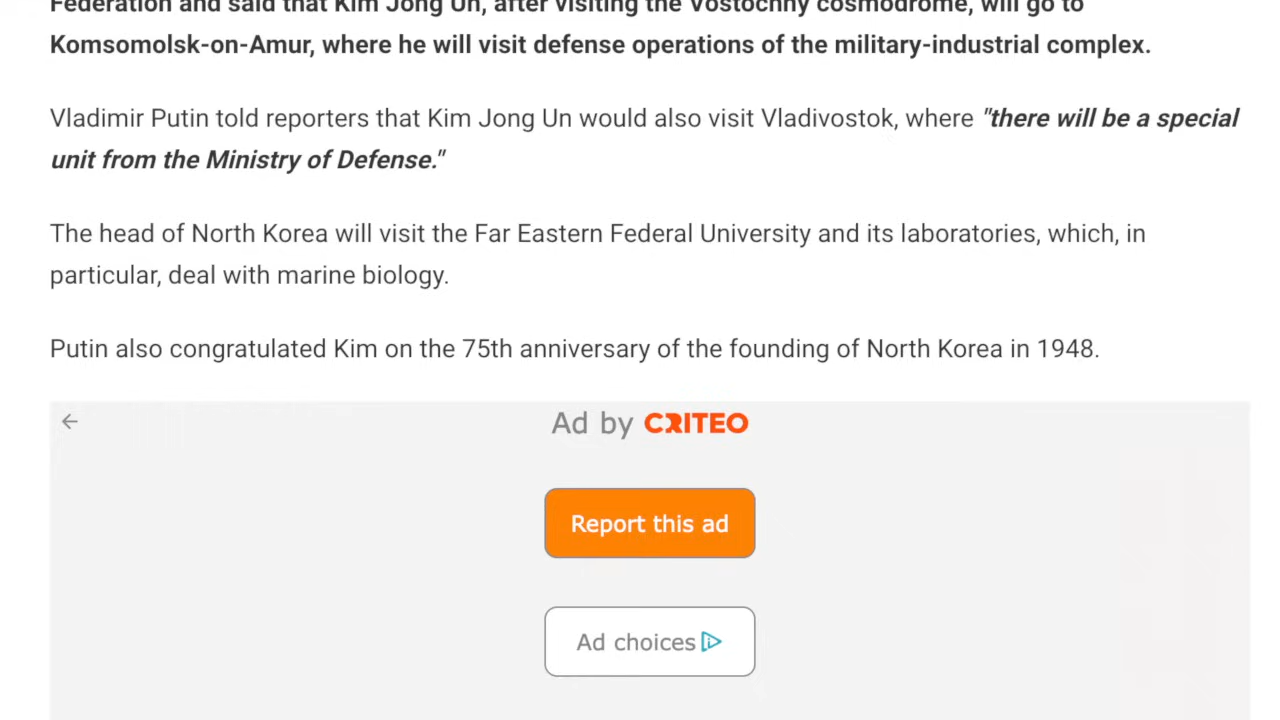 Federation and said that Kim Jong Un, after visiting the Vostochny cosmodrome, will go to
Komsomolsk-on-Amur, where he will visit defense operations of the military-industrial complex.
Vladimir Putin told reporters that Kim Jong Un would also visit Vladivostok, where "there will be a special
unit from the Ministry of Defense."
The head of North Korea will visit the Far Eastern Federal University and its laboratories, which, in
particular, deal with marine biology.
Putin also congratulated Kim on the 75th anniversary of the founding of North Korea in 1948.
Ad by CRITEO
Report this ad
Ad choices